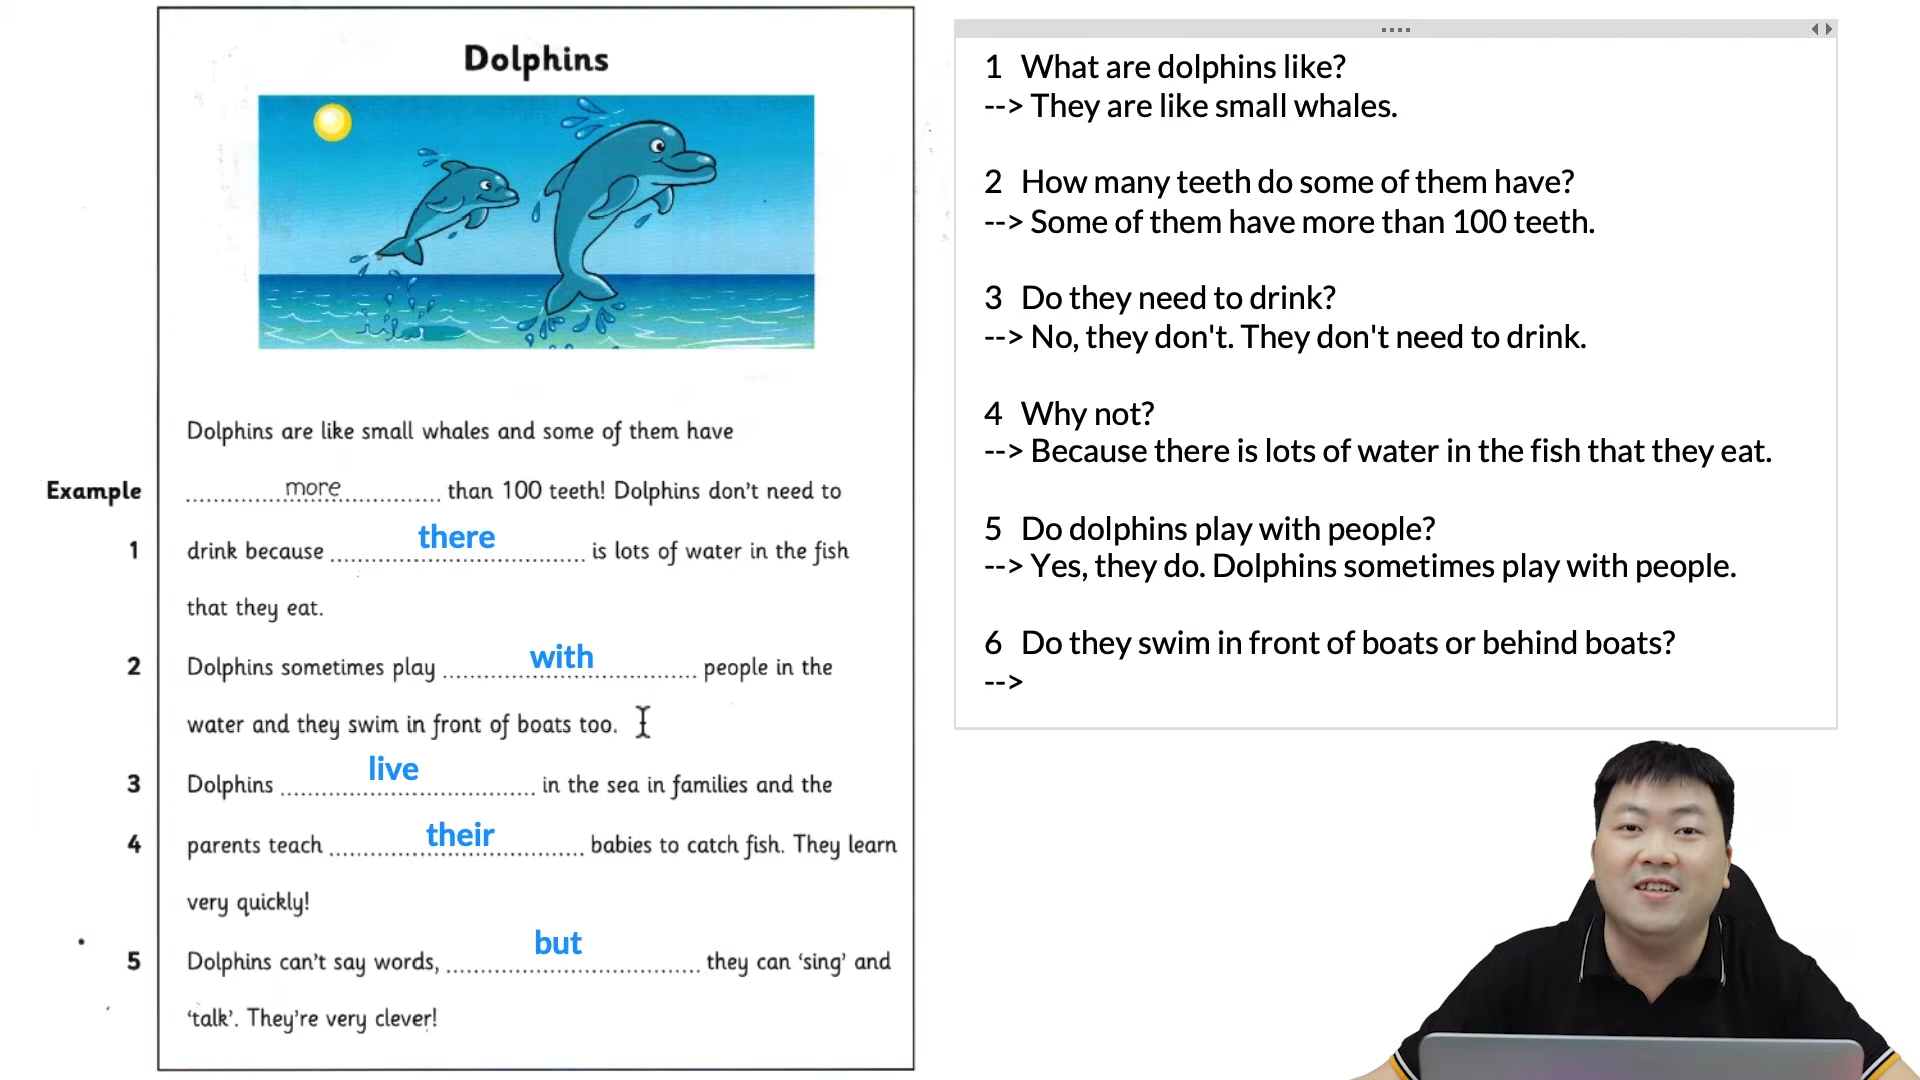 Dolphins
Dolphins are like small whales and some of them have
Example more than 100 teeth! Dolphins don't need to
1 drink because there is lots of water in the fish
that they eat.
2 Dolphins sometimes play with people in the
water and they swim in front of boats too.
3 Dolphins live in the sea in families and the
4 parents teach their babies to catch fish. They learn
very quickly!
5 Dolphins can't say words, but they can 'sing' and
'talk'. They're very clever!
1 What are dolphins like?
--> They are like small whales.
2 How many teeth do some of them have?
--> Some of them have more than 100 teeth.
3 Do they need to drink?
--> No, they don't. They don't need to drink.
4 Why not?
--> Because there is lots of water in the fish that they eat.
5 Do dolphins play with people?
--> Yes, they do. Dolphins sometimes play with people.
6 Do they swim in front of boats or behind boats?
-->